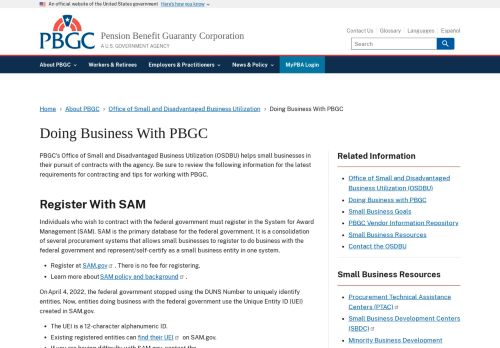 An official website of the United States government Here's how you know
PBGC
Pension Benefit Guaranty Corporation
A U.S. GOVERNMENT AGENCY
Contact Us Glossary Languages Español
Search
About PBGC Workers & Retirees Employers & Practitioners News & Policy MyPBA Login
Home About PBGC Office of Small and Disadvantaged Business Utilization Doing Business With PBGC
Doing Business With PBGC
PBGC's Office of Small and Disadvantaged Business Utilization (OSDBU) helps small businesses in
their pursuit of contracts with the agency. Be sure to review the following information for the latest
requirements for contracting and tips for working with PBGC.
Register With SAM
Individuals who wish to contract with the federal government must register in the System for Award
Management (SAM). SAM is the primary database for the federal government. It is a consolidation
of several procurement systems that allows small businesses to register to do business with the
federal government and represent/self-certify as a small business entity in one system.
• Register at SAM.gov . There is no fee for registering.
• Learn more about SAM policy and background .
On April 4, 2022, the federal government stopped using the DUNS Number to uniquely identify
entities. Now, entities doing business with the federal government use the Unique Entity ID (UEI)
created in SAM.gov.
• The UEI is a 12-character alphanumeric ID.
• Existing registered entities can find their UEI on SAM.gov.
• If you are having difficulty with SAM.gov, contact the
Related Information
• Office of Small and Disadvantaged
Business Utilization (OSDBU)
• Doing Business with PBGC
• Small Business Goals
• PBGC Vendor Information Repository
• Small Business Resources
• Contact the OSDBU
Small Business Resources
• Procurement Technical Assistance
Centers (PTAC)
• Small Business Development Centers
(SBDC)
• Minority Business Development